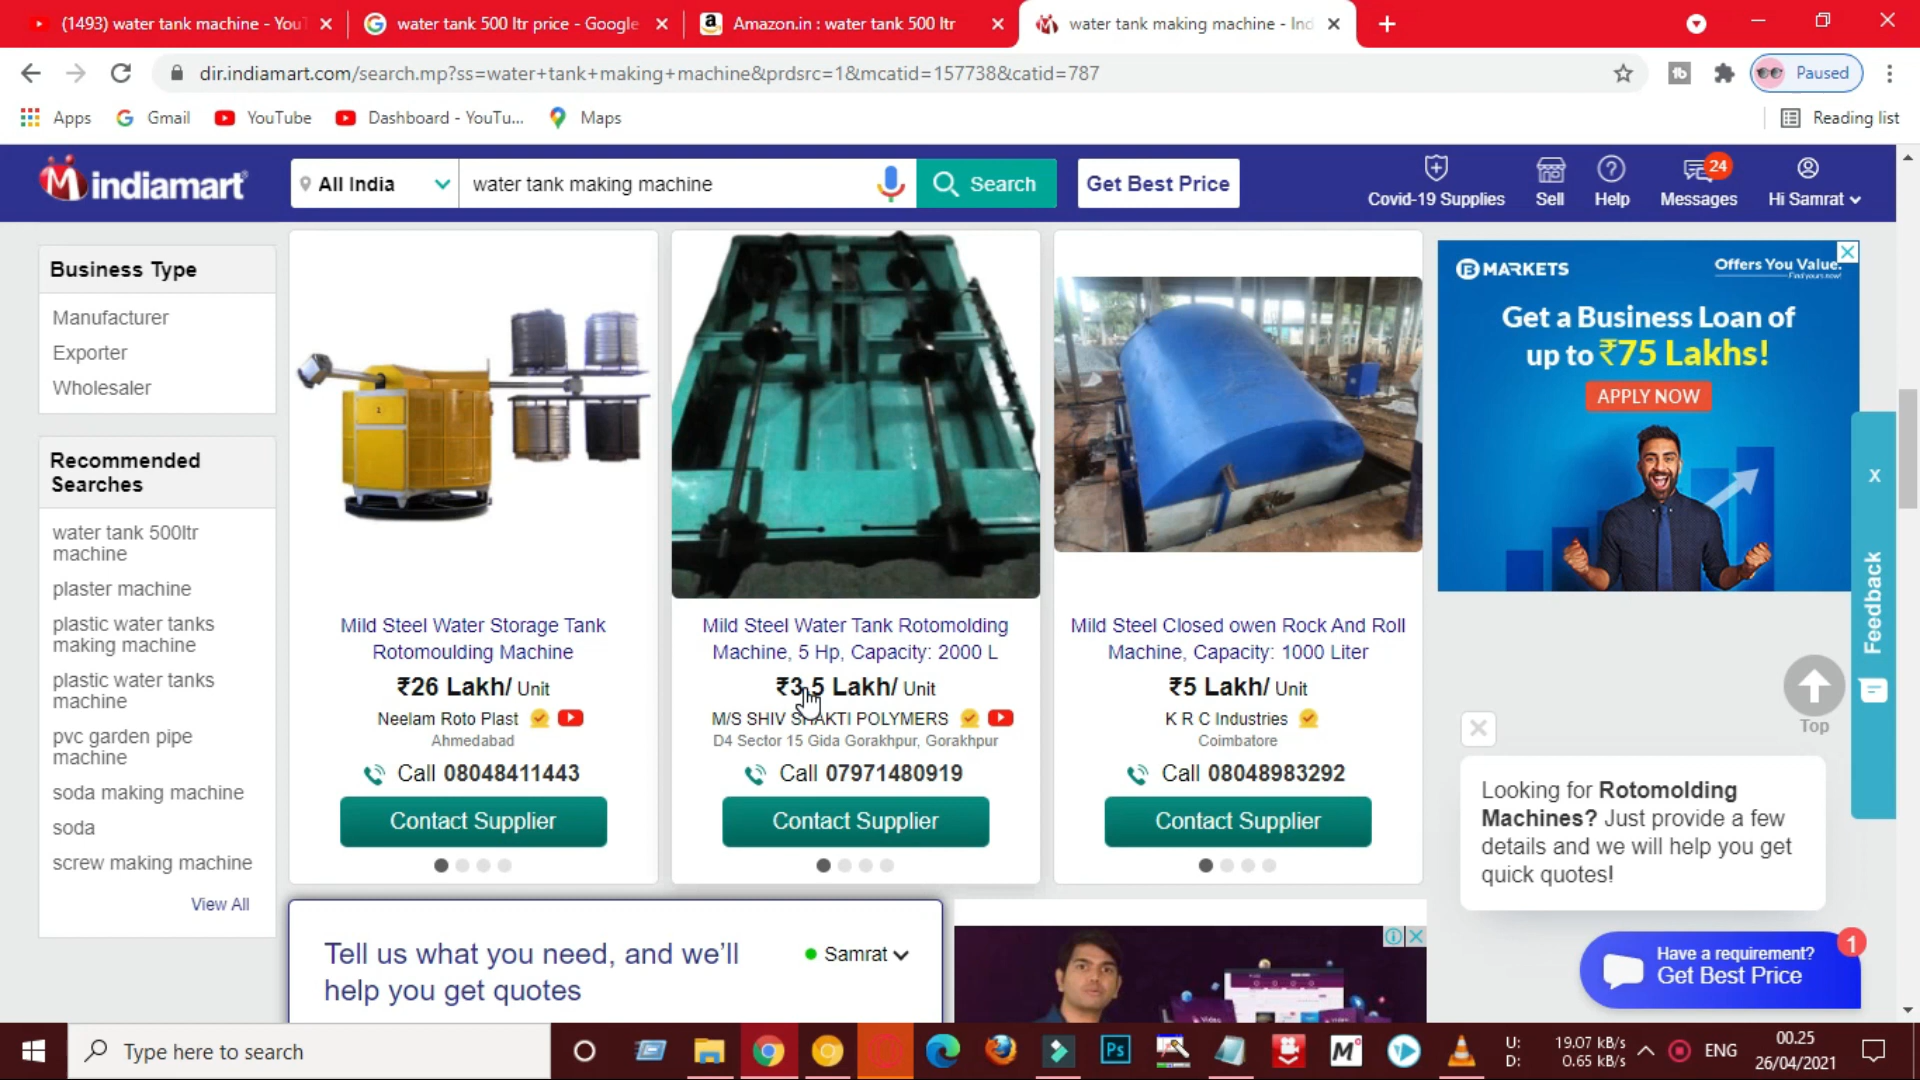 (1493) water tank machine - You
water tank 500 ltr price - Google
Amazon.in : water tank 500 ltr
water tank making machine - Ind
dir.indiamart.com/search.mp?ss=water+tank+making+machine&prdsrc=1&mcatid=157738&catid=787
Paused
Apps
Gmail
YouTube
Dashboard - YouTu...
Maps
Reading list
indiamart
All India
water tank making machine
Search
Get Best Price
Covid-19 Supplies
Sell
Help
24
Messages
Hi Samrat
Business Type
Manufacturer
Exporter
Wholesaler
Recommended
Searches
water tank 500ltr
machine
plaster machine
plastic water tanks
making machine
plastic water tanks
machine
pvc garden pipe
machine
soda making machine
soda
screw making machine
View All
Mild Steel Water Storage Tank
Rotomoulding Machine
₹26 Lakh/ Unit
Neelam Roto Plast
Ahmedabad
Call 08048411443
Contact Supplier
Mild Steel Water Tank Rotomolding
Machine, 5 Hp, Capacity: 2000 L
₹3.5 Lakh/ Unit
M/S SHIV SHAKTI POLYMERS
D4 Sector 15 Gida Gorakhpur, Gorakhpur
Call 07971480919
Contact Supplier
Mild Steel Closed owen Rock And Roll
Machine, Capacity: 1000 Liter
₹5 Lakh/ Unit
K R C Industries
Coimbatore
Call 08048983292
Contact Supplier
MARKETS
Offers You Value.
Get a Business Loan of
up to ₹75 Lakhs!
APPLY NOW
x
Feedback
Top
Looking for Rotomolding
Machines? Just provide a few
details and we will help you get
quick quotes!
Have a requirement?
Get Best Price
1
Tell us what you need, and we'll
help you get quotes
Samrat
Type here to search
Ps
U:
D:
19.07 kB/s
0.65 kB/s
ENG
00.25
26/04/2021